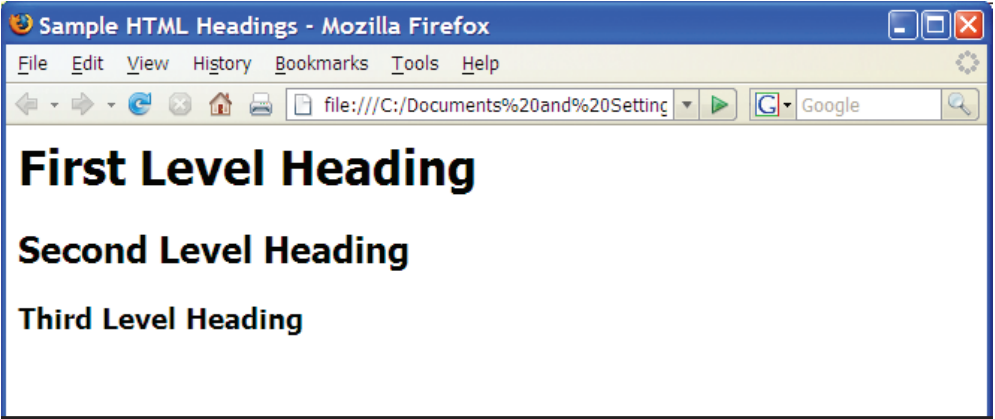 Sample HTML Headings - Mozilla Firefox
File Edit View History Bookmarks Tools Help
file:///C:/Documents%20and%20Setting G Google
First Level Heading
Second Level Heading
Third Level Heading